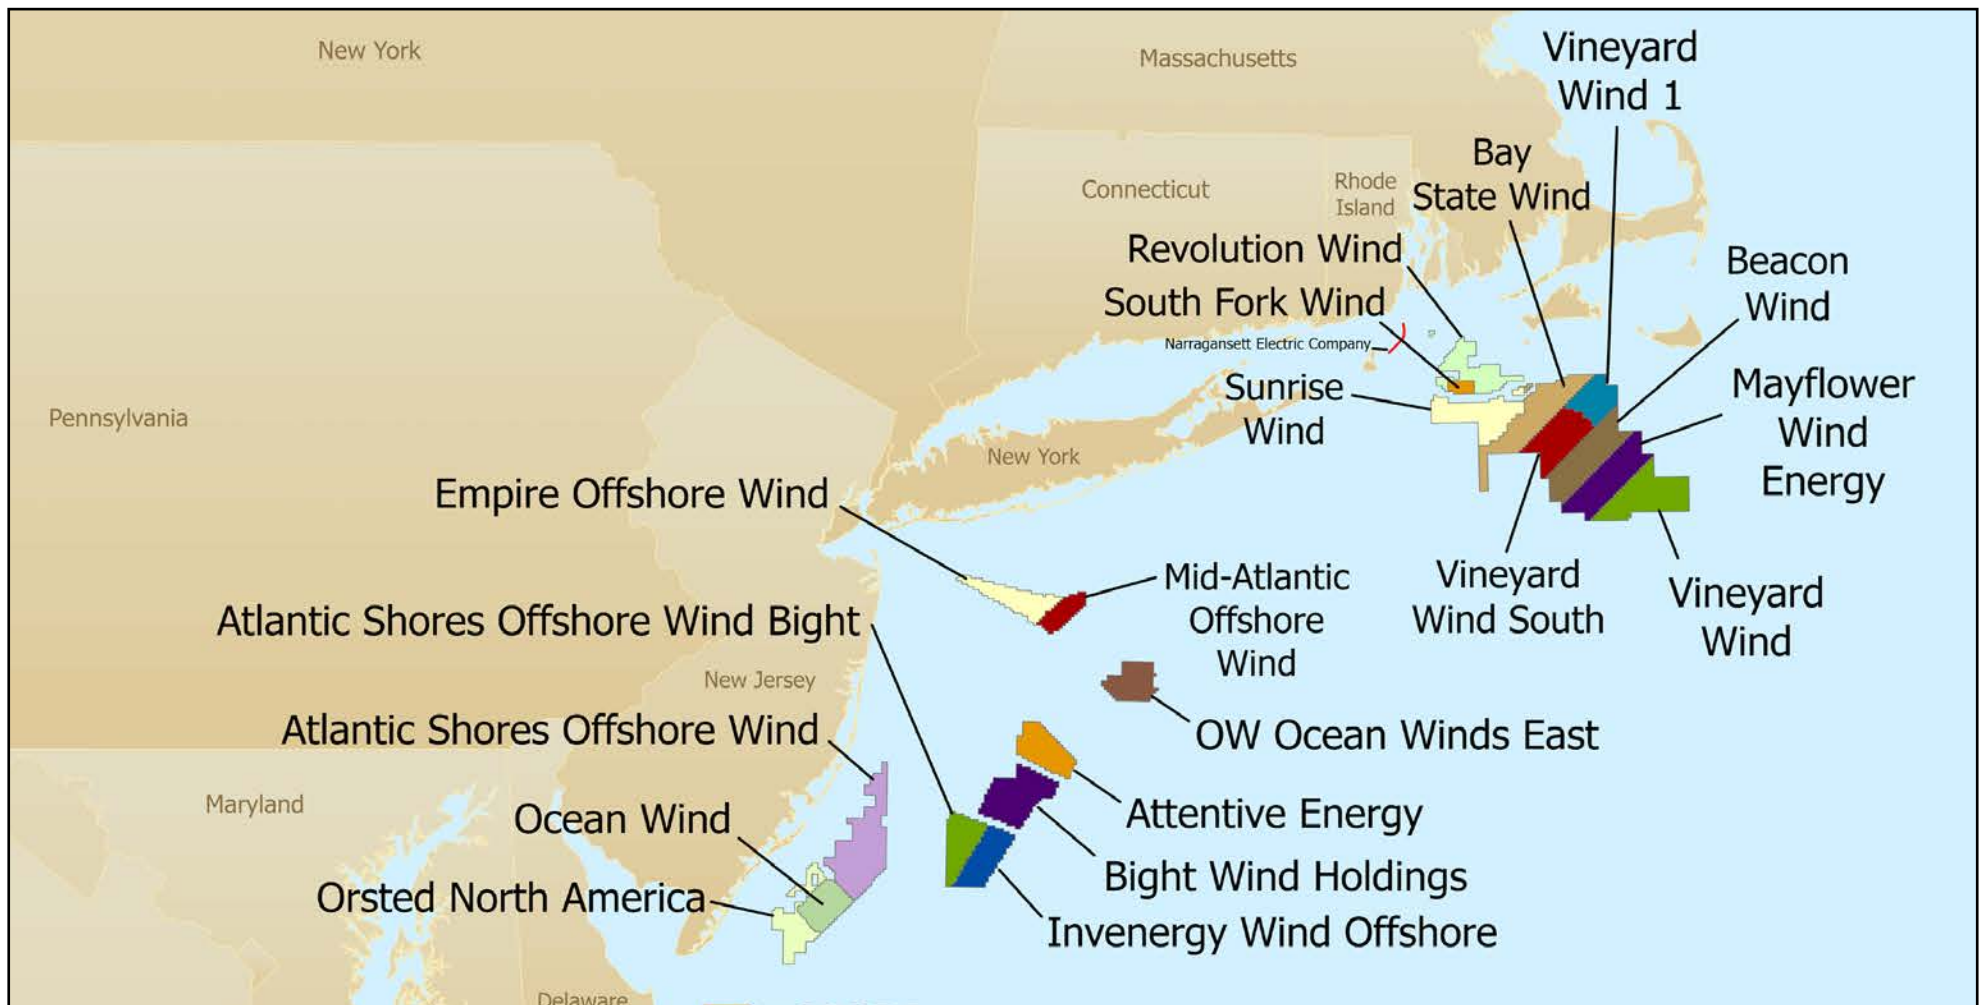 New York
Massachusetts
Vineyard
Wind 1
Bay
State Wind
Connecticut
Rhode
Island
Revolution Wind
South Fork Wind
Narragansett Electric Company
Beacon
Wind
Sunrise
Wind
Mayflower
Wind
Energy
Pennsylvania
New York
Empire Offshore Wind
Mid-Atlantic
Offshore
Wind
Vineyard
Wind South
Vineyard
Wind
Atlantic Shores Offshore Wind Bight
New Jersey
OW Ocean Winds East
Atlantic Shores Offshore Wind
Maryland
Ocean Wind
Attentive Energy
Orsted North America
Bight Wind Holdings
Invenergy Wind Offshore
Delaware